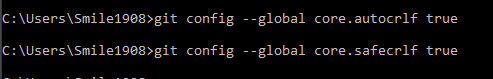 C:\Users\Smile1908>git config --global core.autocrlf true
C:\Users\Smile1908>git config --global core.safecrlf true